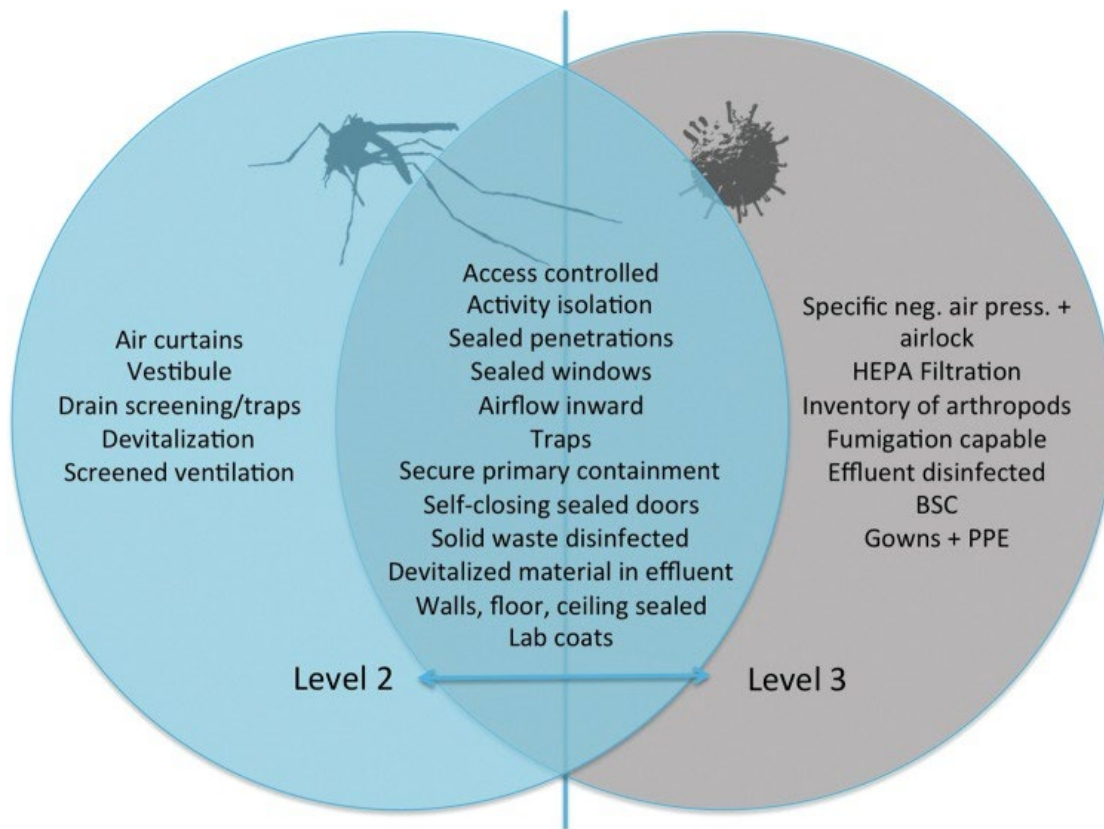 Air curtains
Vestibule
Drain screening/traps
Devitalization
Screened ventilation
Access controlled
Activity isolation
Sealed penetrations
Sealed windows
Airflow inward
Traps
Secure primary containment
Self-closing sealed doors
Solid waste disinfected
Devitalized material in effluent
Walls, floor, ceiling sealed
Lab coats
Specific neg. air press. +
airlock
HEPA Filtration
Inventory of arthropods
Fumigation capable
Effluent disinfected
BSC
Gowns + PPE
Level 2
Level 3